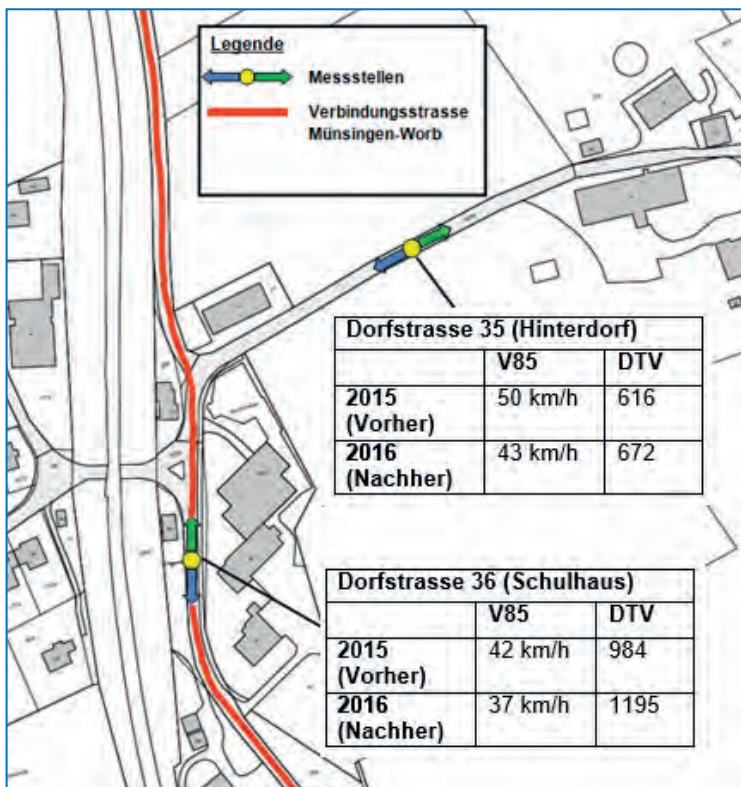 Legende
Messstellen
Verbindungsstrasse
Münsingen-Worb
Dorfstrasse 35 (Hinterdorf)
V85 DTV
2015 50 km/h 616
(Vorher)
2016 43 km/h 672
(Nachher)
Dorfstrasse 36 (Schulhaus)
V85 DTV
2015 42 km/h 984
(Vorher)
2016 37 km/h 1195
(Nachher)